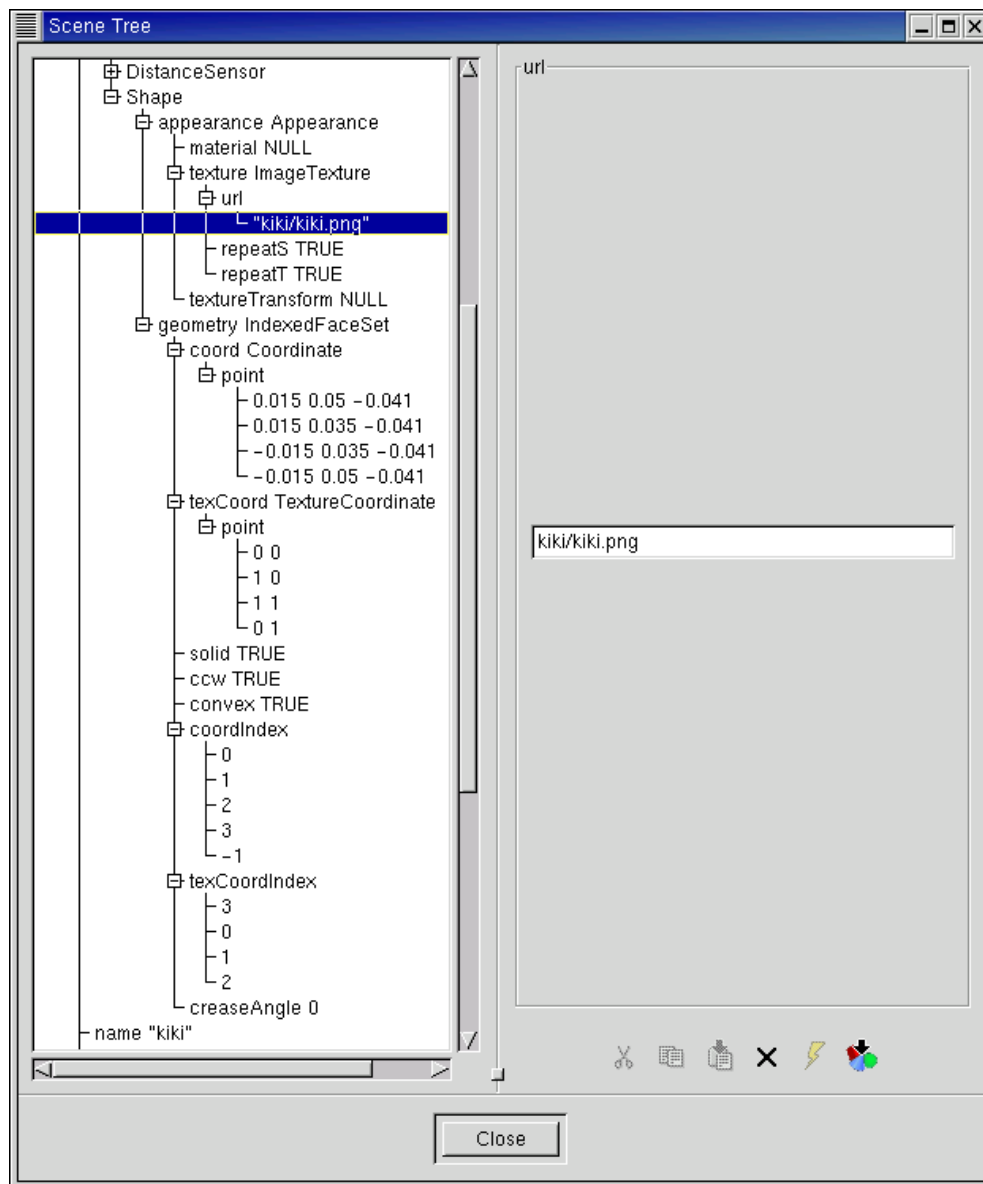 Scene Tree
DistanceSensor
Shape
appearance Appearance
material NULL
texture ImageTexture
url
"kiki/kiki.png"
repeatS TRUE
repeatT TRUE
textureTransform NULL
geometry IndexedFaceSet
coord Coordinate
point
0.015 0.05 -0.041
0.015 0.035 -0.041
-0.015 0.035 -0.041
-0.015 0.05 -0.041
texCoord TextureCoordinate
point
0 0
1 0
1 1
0 1
solid TRUE
ccw TRUE
convex TRUE
coordIndex
0
1
2
3
-1
texCoordIndex
3
0
1
2
creaseAngle 0
name "kiki"
url
kiki/kiki.png
Close